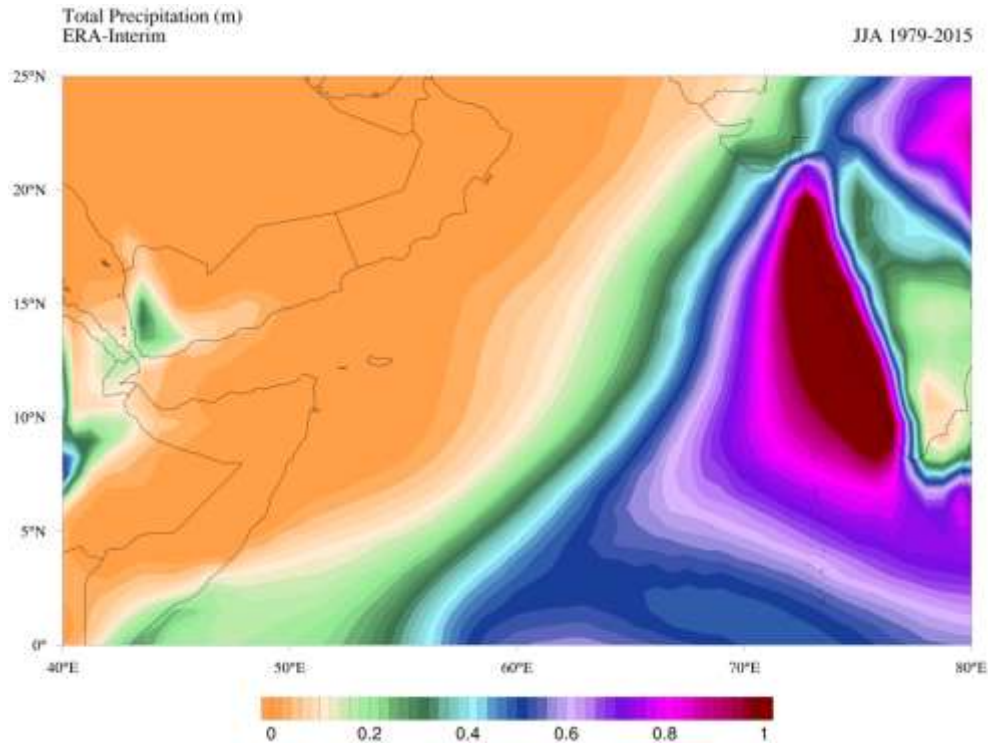 Total Precipitation (m)
ERA-Interim
JJA 1979-2015
25°N
20°N
15°N
10°N
5°N
0°
40°E 50°E 60°E 70°E 80°E
0 0.2 0.4 0.6 0.8 1